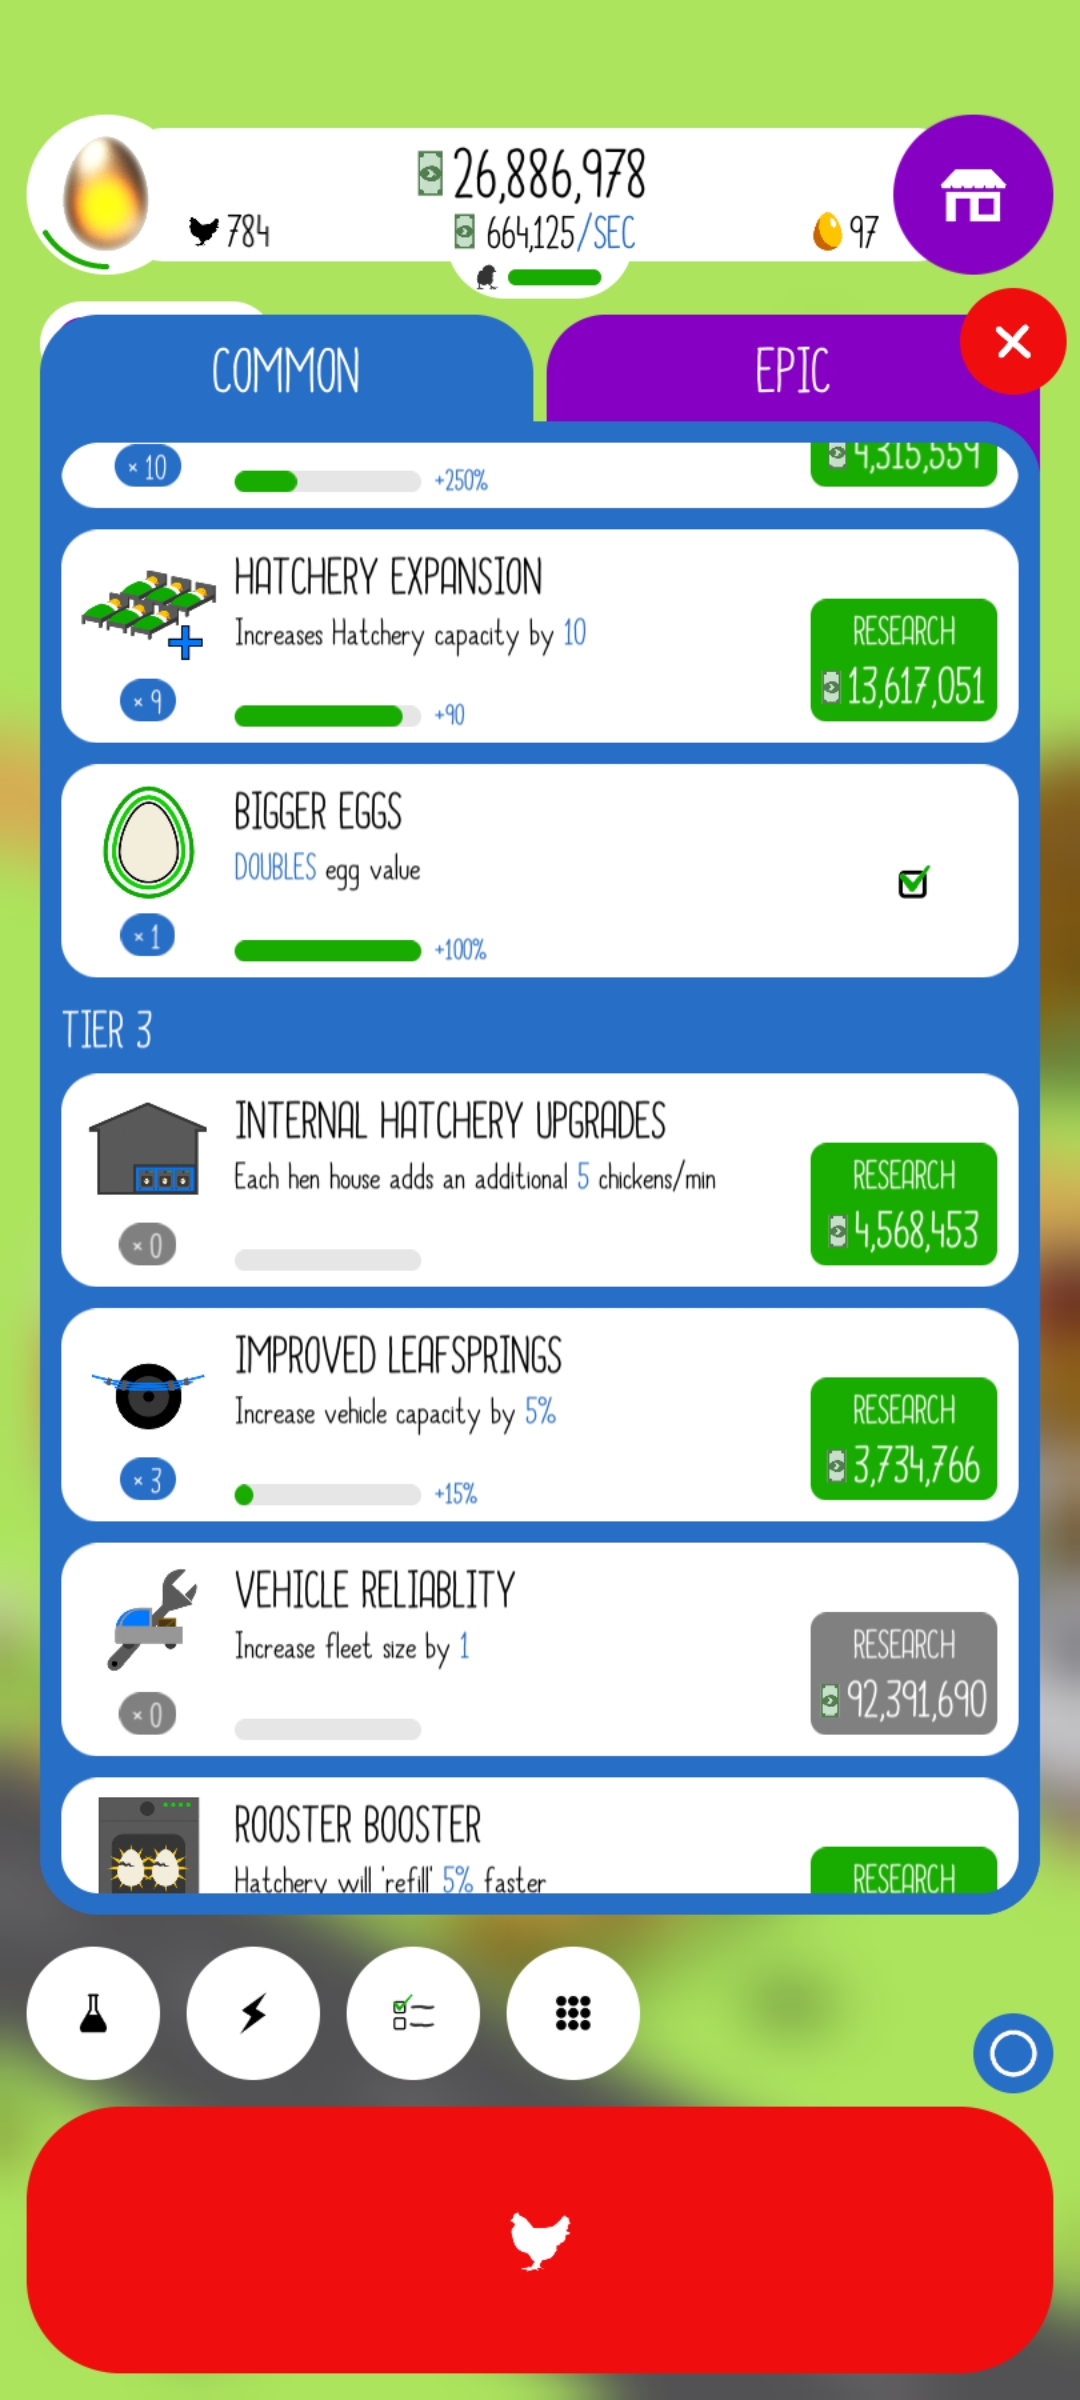 26,886,978
784
664,125/SEC
97
COMMON
EPIC
× 10
+250%
4,315,559
HATCHERY EXPANSION
Increases Hatchery capacity by 10
× 9
+90
RESEARCH
13,617,051
BIGGER EGGS
DOUBLES egg value
× 1
+100%
TIER 3
INTERNAL HATCHERY UPGRADES
Each hen house adds an additional 5 chickens/min
× 0
RESEARCH
4,568,453
IMPROVED LEAFSPRINGS
Increase vehicle capacity by 5%
× 3
+15%
RESEARCH
3,734,766
VEHICLE RELIABLITY
Increase fleet size by 1
× 0
RESEARCH
92,391,690
ROOSTER BOOSTER
Hatchery will 'refill' 5% faster
RESEARCH